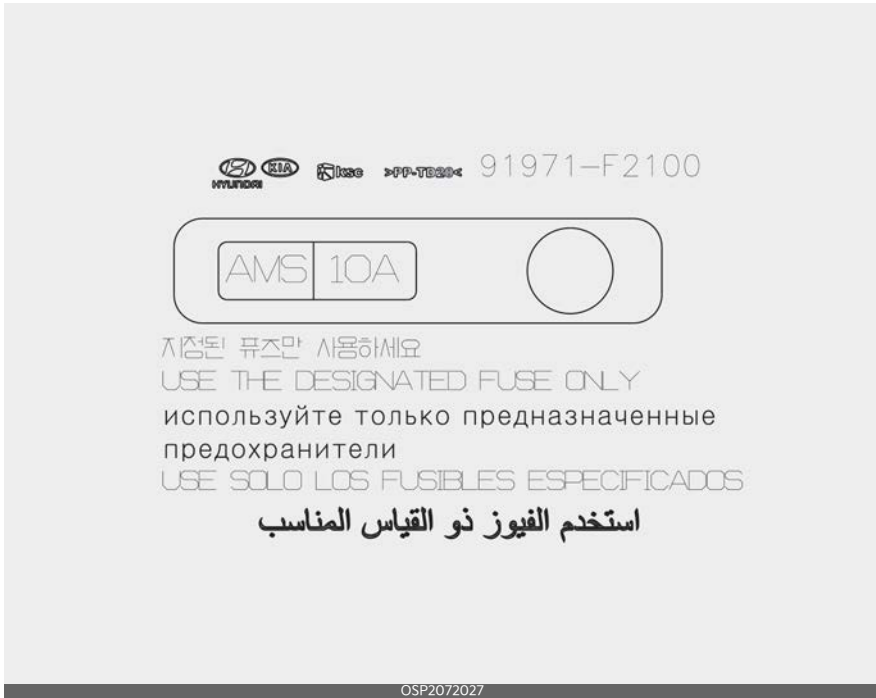 HYUNDAI KIA ksc >PP-TD20< 91971-F2100
AMS 10A
지정된 퓨즈만 사용하세요
USE THE DESIGNATED FUSE ONLY
используйте только предназначенные
предохранители
USE SOLO LOS FUSIBLES ESPECIFICADOS
استخدم الفيوز ذو القياس المناسب
OSP2072027